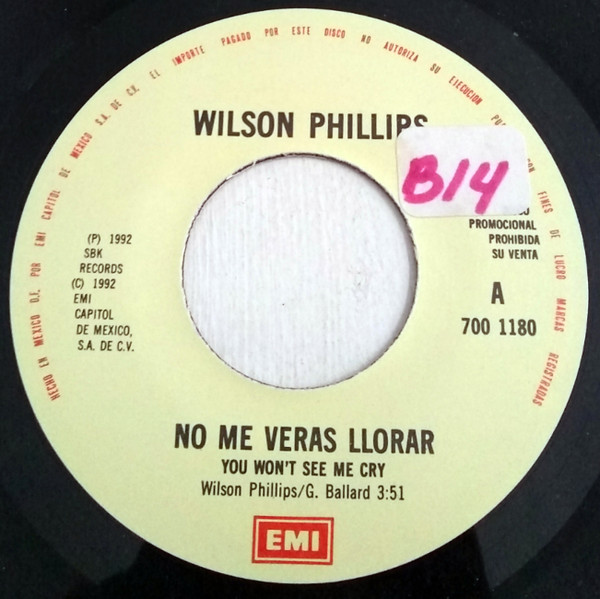 HECHO EN MEXICO D.F. POR EMI CAPITOL DE MEXICO S.A. DE C.V. EL IMPORTE PAGADO POR ESTE DISCO NO AUTORIZA SU EJECUCION FINES DE LUCRO MARCAS REGISTRADAS
WILSON PHILLIPS
B14
PROMOCIONAL
PROHIBIDA
SU VENTA
(P) 1992
SBK
RECORDS
(C) 1992
EMI
CAPITOL
DE MEXICO,
S.A. DE C.V.
A
700 1180
NO ME VERAS LLORAR
YOU WON'T SEE ME CRY
Wilson Phillips/G. Ballard 3:51
EMI